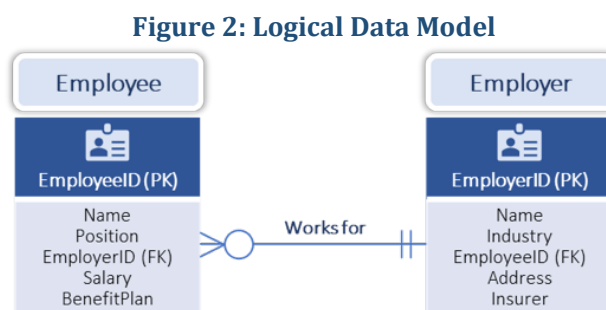 Figure 2: Logical Data Model
Employee
EmployeeID (PK)
Name
Position
EmployerID (FK)
Salary
BenefitPlan
Works for
Employer
EmployerID (PK)
Name
Industry
EmployeeID (FK)
Address
Insurer